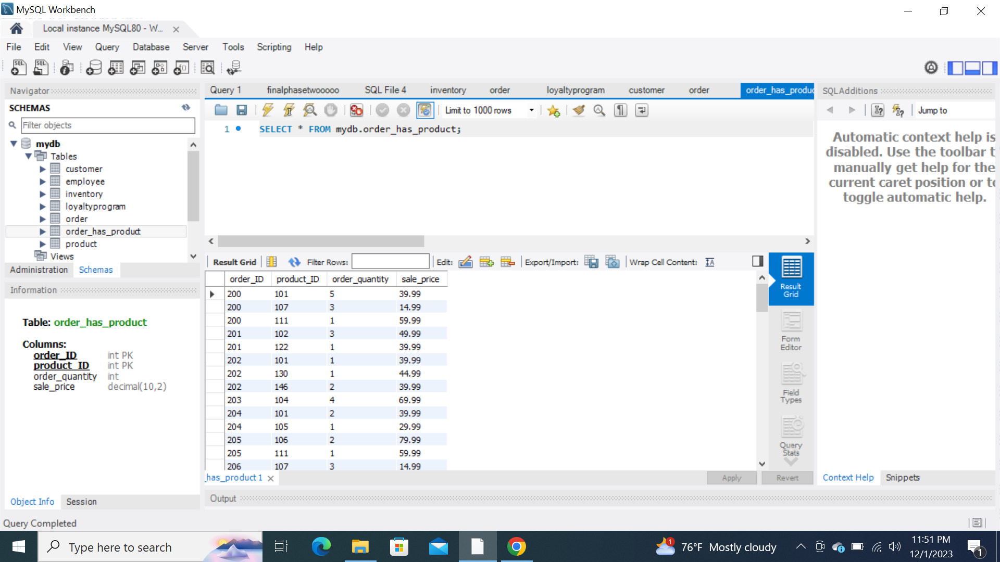 MySQL Workbench
Local instance MySQL80 - W...
File Edit View Query Database Server Tools Scripting Help
Navigator
SCHEMAS
Filter objects
mydb
Tables
customer
employee
inventory
loyaltyprogram
order
order_has_product
product
Views
Administration Schemas
Information
Table: order_has_product
Columns:
order_ID int PK
product_ID int PK
order_quantity int
sale_price decimal(10,2)
Object Info Session
Query Completed
Query 1 finalphasetwooooo SQL File 4 inventory order loyaltyprogram customer order order_has_produc
Limit to 1000 rows
1 SELECT * FROM mydb.order_has_product;
Result Grid Filter Rows: Edit: Export/Import: Wrap Cell Content:
order_ID product_ID order_quantity sale_price
200 101 5 39.99
200 107 3 14.99
200 111 1 59.99
201 102 3 49.99
201 122 1 39.99
202 101 1 39.99
202 130 1 44.99
202 146 2 39.99
203 104 4 69.99
204 101 2 39.99
204 105 1 29.99
205 106 2 79.99
205 111 1 59.99
206 107 3 14.99
Result
Grid
Form
Editor
Field
Types
Query
Stats
_has_product 1
Apply Revert
Output
SQLAdditions
Jump to
Automatic context help is
disabled. Use the toolbar t
manually get help for the
current caret position or to
toggle automatic help.
Context Help Snippets
Type here to search
1
76°F Mostly cloudy
11:51 PM
12/1/2023
1